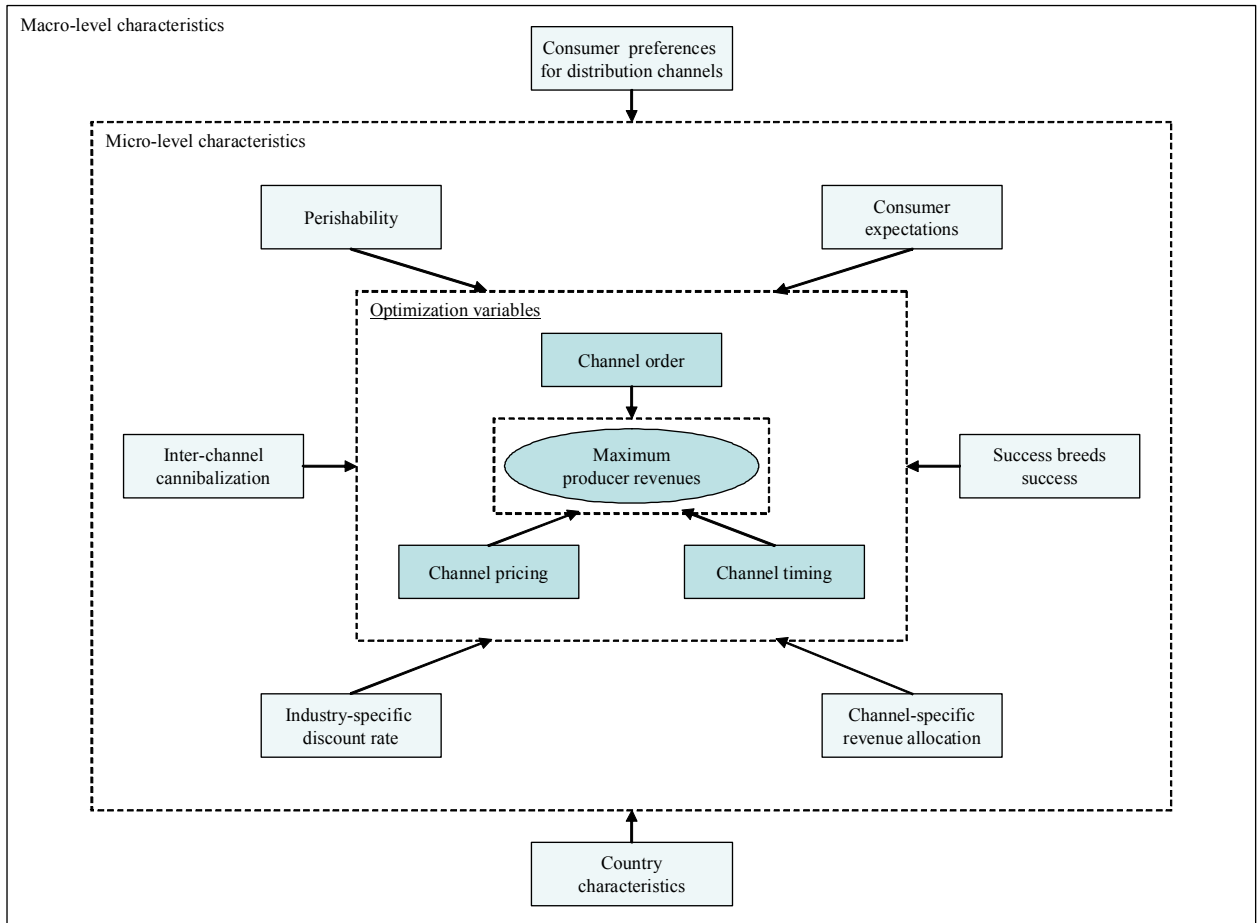 Macro-level characteristics
Consumer preferences
for distribution channels
Micro-level characteristics
Perishability
Consumer
expectations
Optimization variables
Channel order
Inter-channel
cannibalization
Maximum
producer revenues
Success breeds
success
Channel pricing
Channel timing
Industry-specific
discount rate
Channel-specific
revenue allocation
Country
characteristics